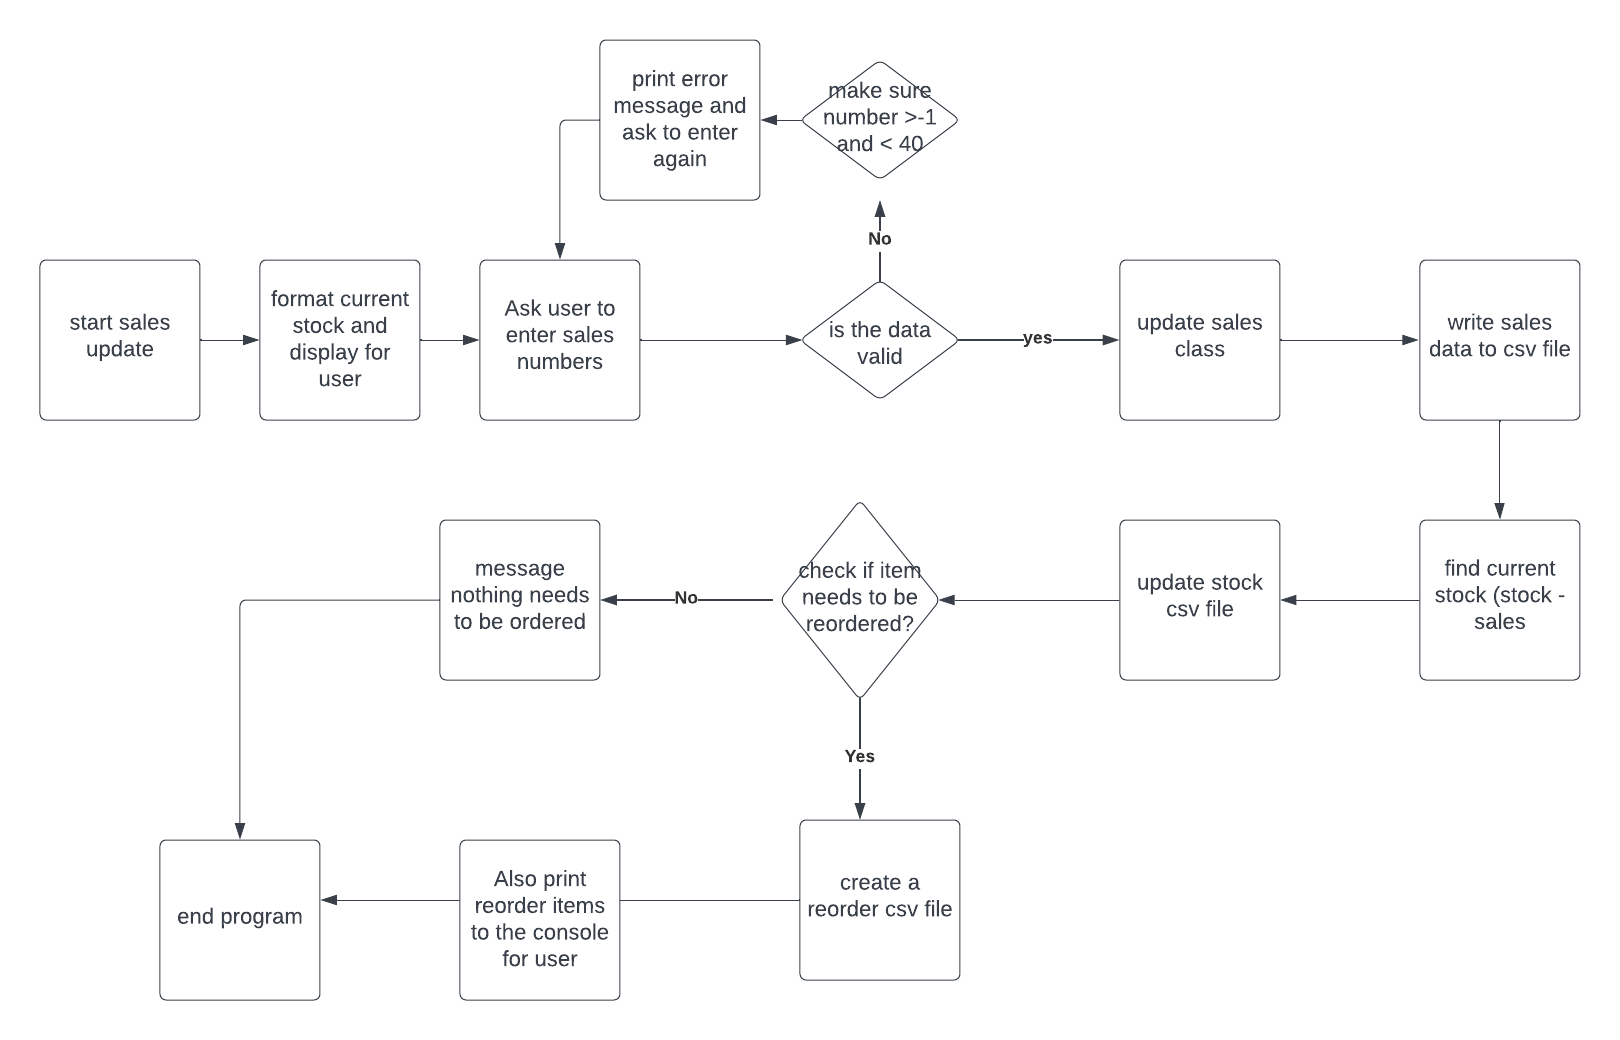 print error
message and
ask to enter
again
make sure
number >-1
and < 40
No
start sales
update
format current
stock and
display for
user
Ask user to
enter sales
numbers
is the data
valid
yes
update sales
class
write sales
data to csv file
message
nothing needs
to be ordered
No
check if item
needs to be
reordered?
update stock
csv file
find current
stock (stock -
sales
Yes
end program
Also print
reorder items
to the console
for user
create a
reorder csv file